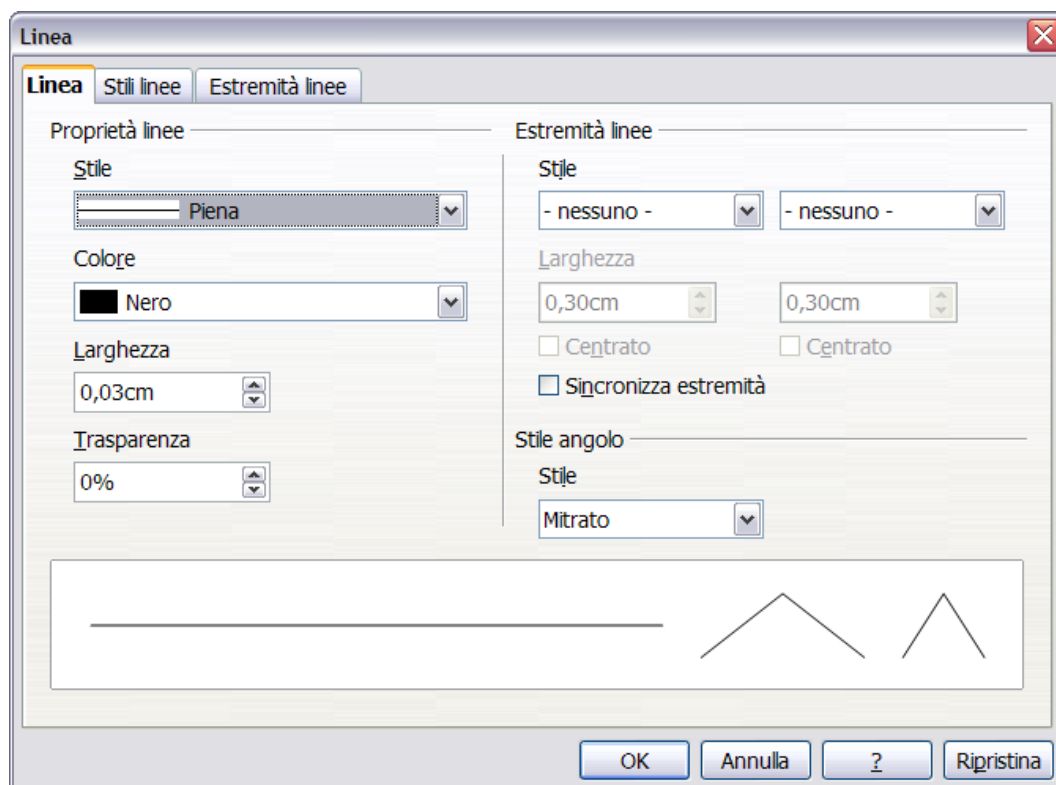 Linea
Linea Stili linee Estremità linee
Proprietà linee
Stile
Piena
Colore
Nero
Larghezza
0,03cm
Trasparenza
0%
Estremità linee
Stile
- nessuno - - nessuno -
Larghezza
0,30cm 0,30cm
Centrato Centrato
Sincronizza estremità
Stile angolo
Stile
Mitrato
OK Annulla ? Ripristina